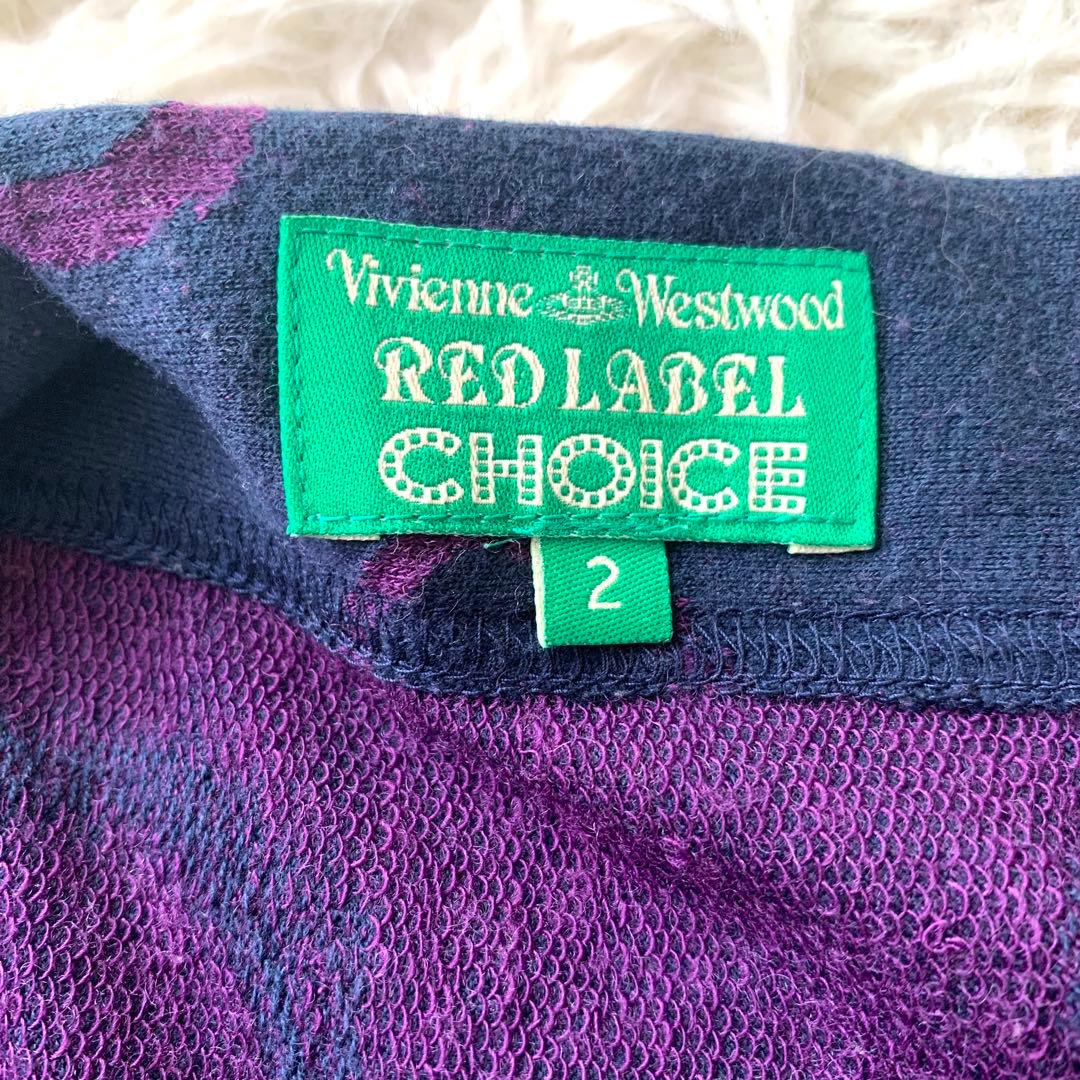 Vivienne Westwood
RED LABEL
CHOICE
2